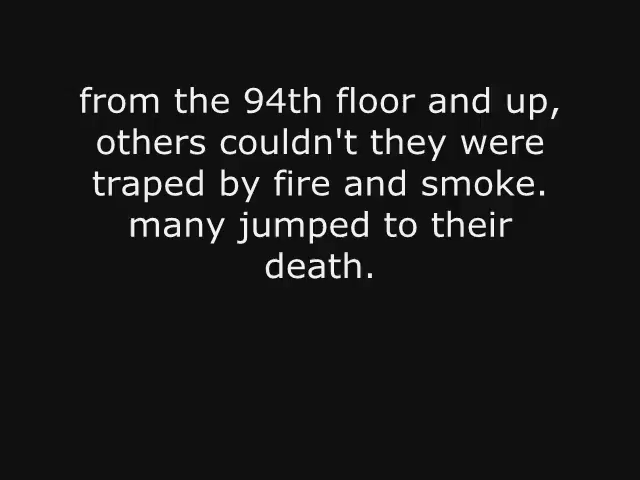 from the 94th floor and up,
others couldn't they were
traped by fire and smoke.
many jumped to their
death.